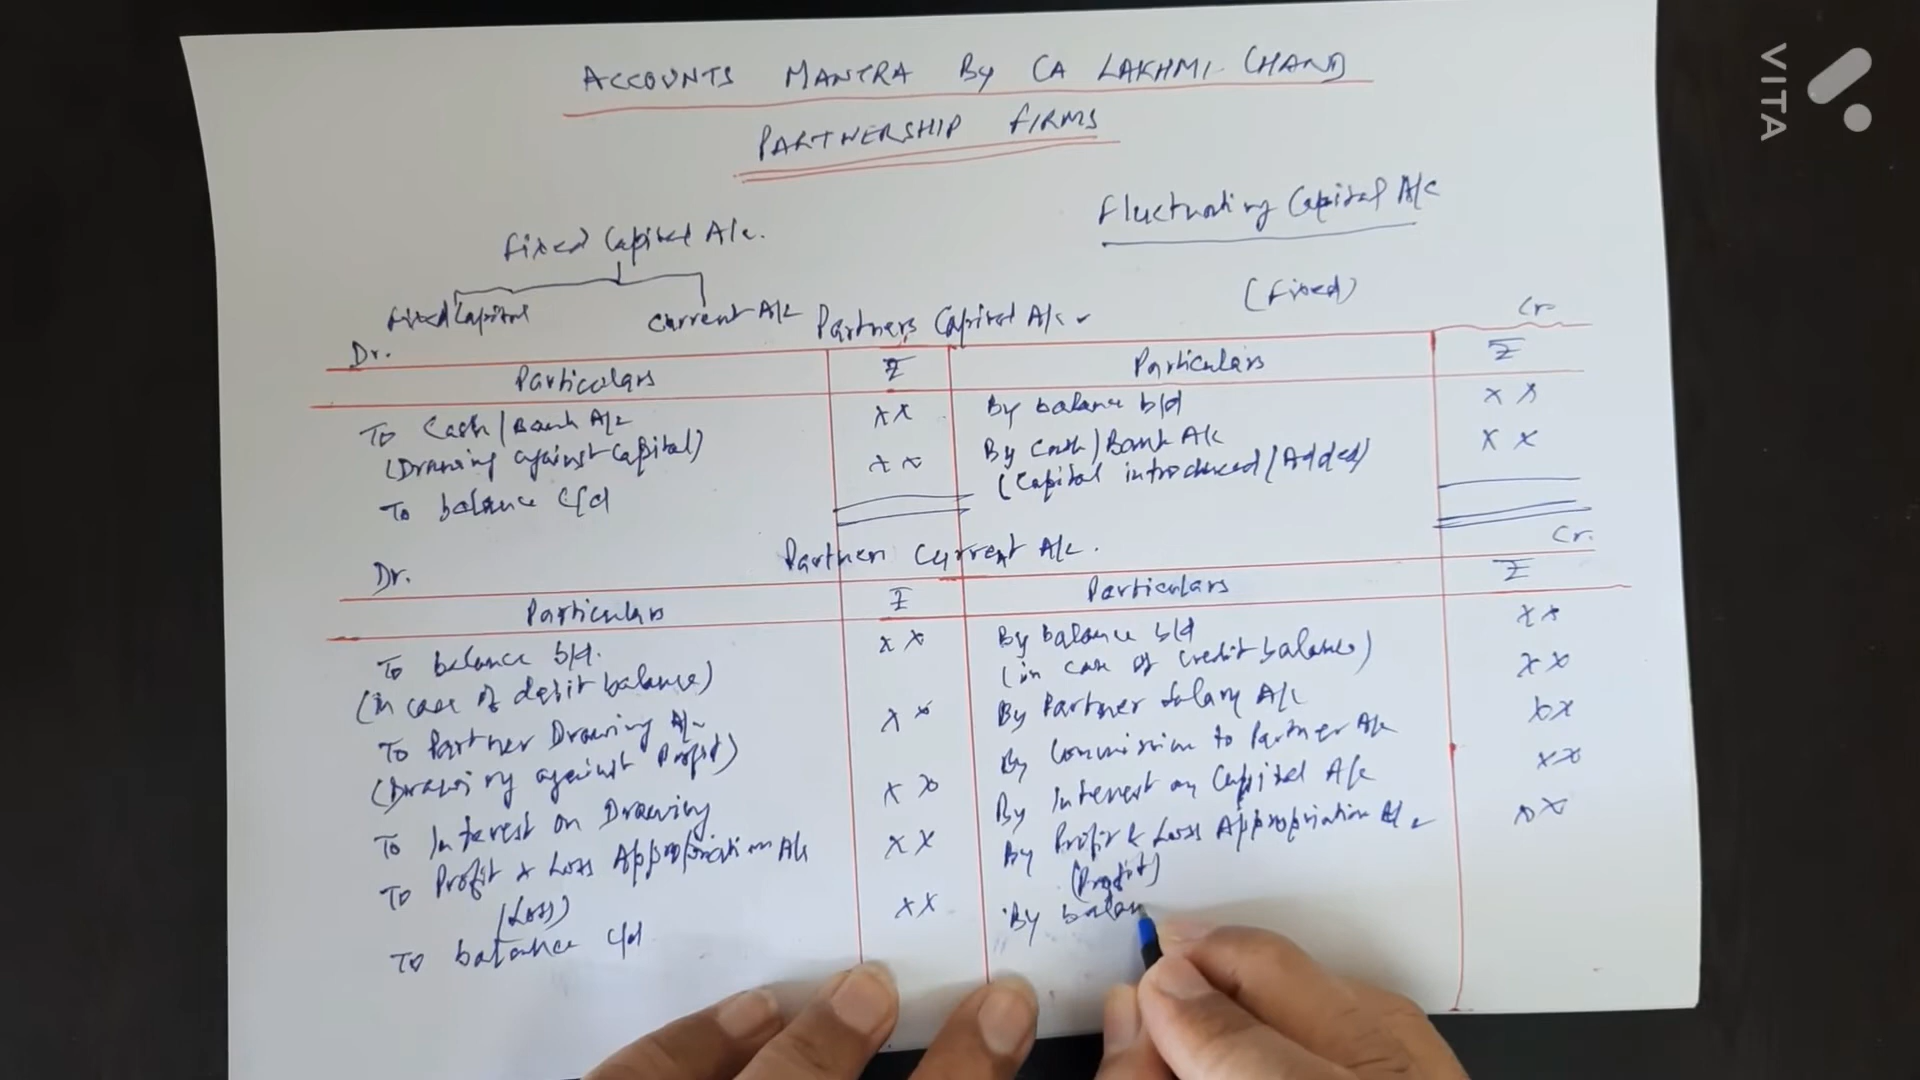 ACCOUNTS MANTRA By CA LAKHMI CHAND
PARTNERSHIP FIRMS
VITA
Fluctuating Capital A/c
Fixed Capital A/c.
(Fixed)
Fixed Capital
Current A/c
Partners Capital A/c
Dr. Cr.
Particulars ₹ Particulars ₹
To Cash/Bank A/c xx By balance b/d xx
(Drawing against Capital) By Cash/Bank A/c xx
To balance c/d xx (Capital introduced/Added)
Partner Current A/c.
Dr. Cr.
Particulars ₹ Particulars ₹
To balance b/d. xx By balance b/d xx
(in case of debit balance) (in case of Credit balance)
To Partner Drawing A/c xx By Partner Salary A/c xx
(Drawing against Profit) By Commission to Partner A/c xx
To Interest on Drawing xx By Interest on Capital A/c xx
To Profit & Loss Appropriation A/c xx By Profit & Loss Appropriation A/c xx
(Loss) (Profit)
To balance c/d xx By balan